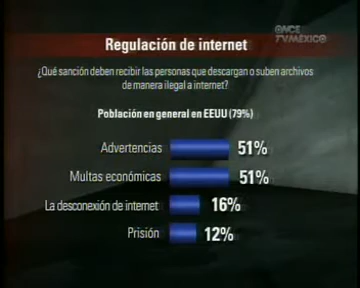 ONCE
TV MEXICO
Regulación de internet
¿Qué sanción deben recibir las personas que descargan o suben archivos
de manera ilegal a internet?
Población en general en EEUU (79%)
Advertencias 51%
Multas económicas 51%
La desconexión de internet 16%
Prisión 12%